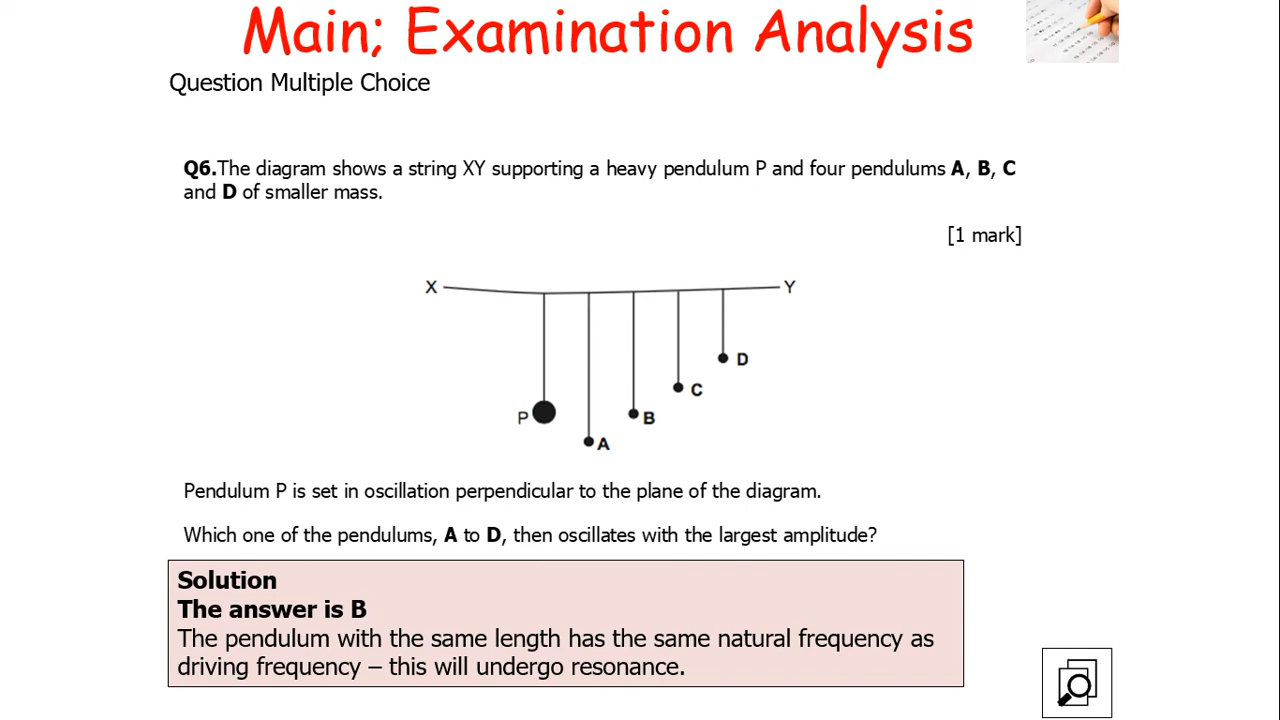 Main; Examination Analysis
Question Multiple Choice
Q6.The diagram shows a string XY supporting a heavy pendulum P and four pendulums A, B, C
and D of smaller mass.
[1 mark]
X
Y
D
C
P
B
A
Pendulum P is set in oscillation perpendicular to the plane of the diagram.
Which one of the pendulums, A to D, then oscillates with the largest amplitude?
Solution
The answer is B
The pendulum with the same length has the same natural frequency as
driving frequency – this will undergo resonance.